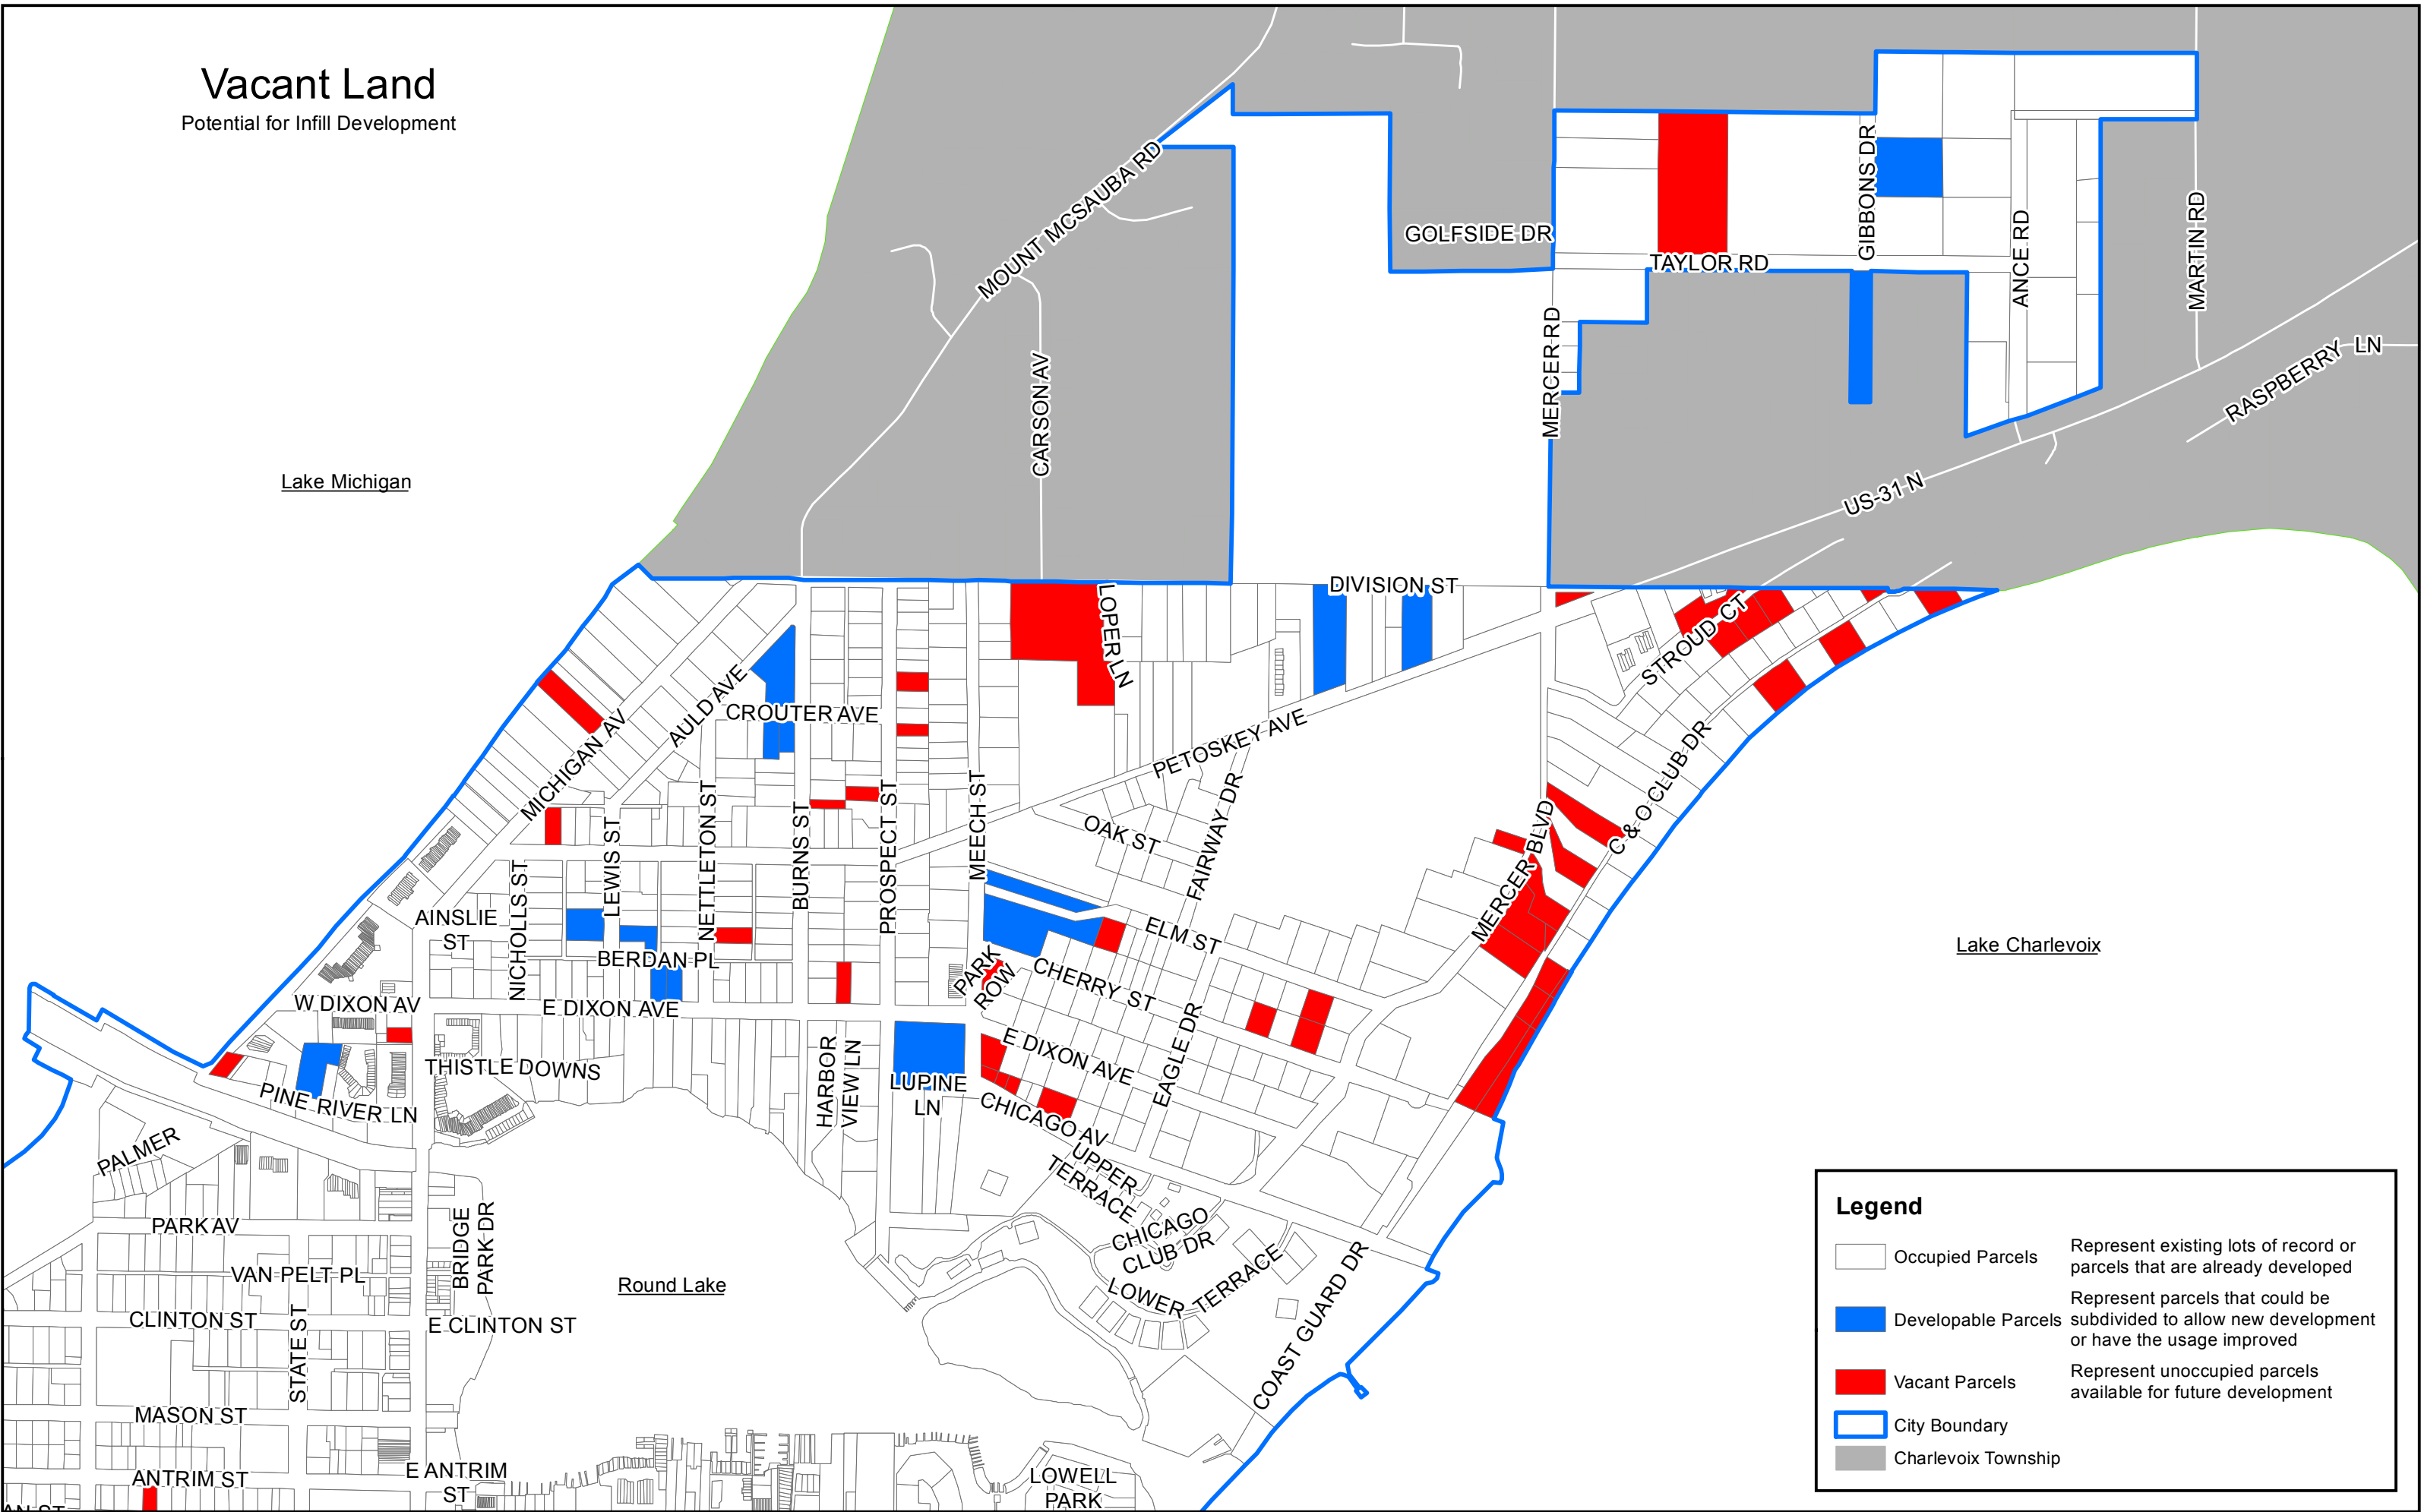 Vacant Land
Potential for Infill Development
MOUNT MCSAUBA RD
GOLFSIDE DR
TAYLOR RD
GIBBONS DR
ANCE RD
MARTIN RD
MERCER RD
CARSON AV
RASPBERRY LN
US-31 N
Lake Michigan
DIVISION ST
LOPER LN
STROUD CT
AULD AVE
CROUTER AVE
MICHIGAN AV
PETOSKEY AVE
C & O CLUB DR
NETTLETON ST
BURNS ST
PROSPECT ST
MEECH ST
OAK ST
FAIRWAY DR
MERCER BLVD
LEWIS ST
NICHOLLS ST
AINSLIE
ST
ELM ST
Lake Charlevoix
BERDAN PL
PARK
ROW
CHERRY ST
W DIXON AV
E DIXON AVE
E DIXON AVE
EAGLE DR
THISTLE DOWNS
HARBOR
VIEW LN
LUPINE
LN
PINE RIVER LN
CHICAGO AV
PALMER
UPPER
TERRACE
PARK AV
BRIDGE
PARK DR
CHICAGO
CLUB DR
VAN PELT PL
Round Lake
LOWER TERRACE
COAST GUARD DR
CLINTON ST
STATE ST
E CLINTON ST
MASON ST
ANTRIM ST
E ANTRIM
ST
LOWELL
PARK
AN ST
Legend
Occupied Parcels
Represent existing lots of record or
parcels that are already developed
Developable Parcels
Represent parcels that could be
subdivided to allow new development
or have the usage improved
Vacant Parcels
Represent unoccupied parcels
available for future development
City Boundary
Charlevoix Township